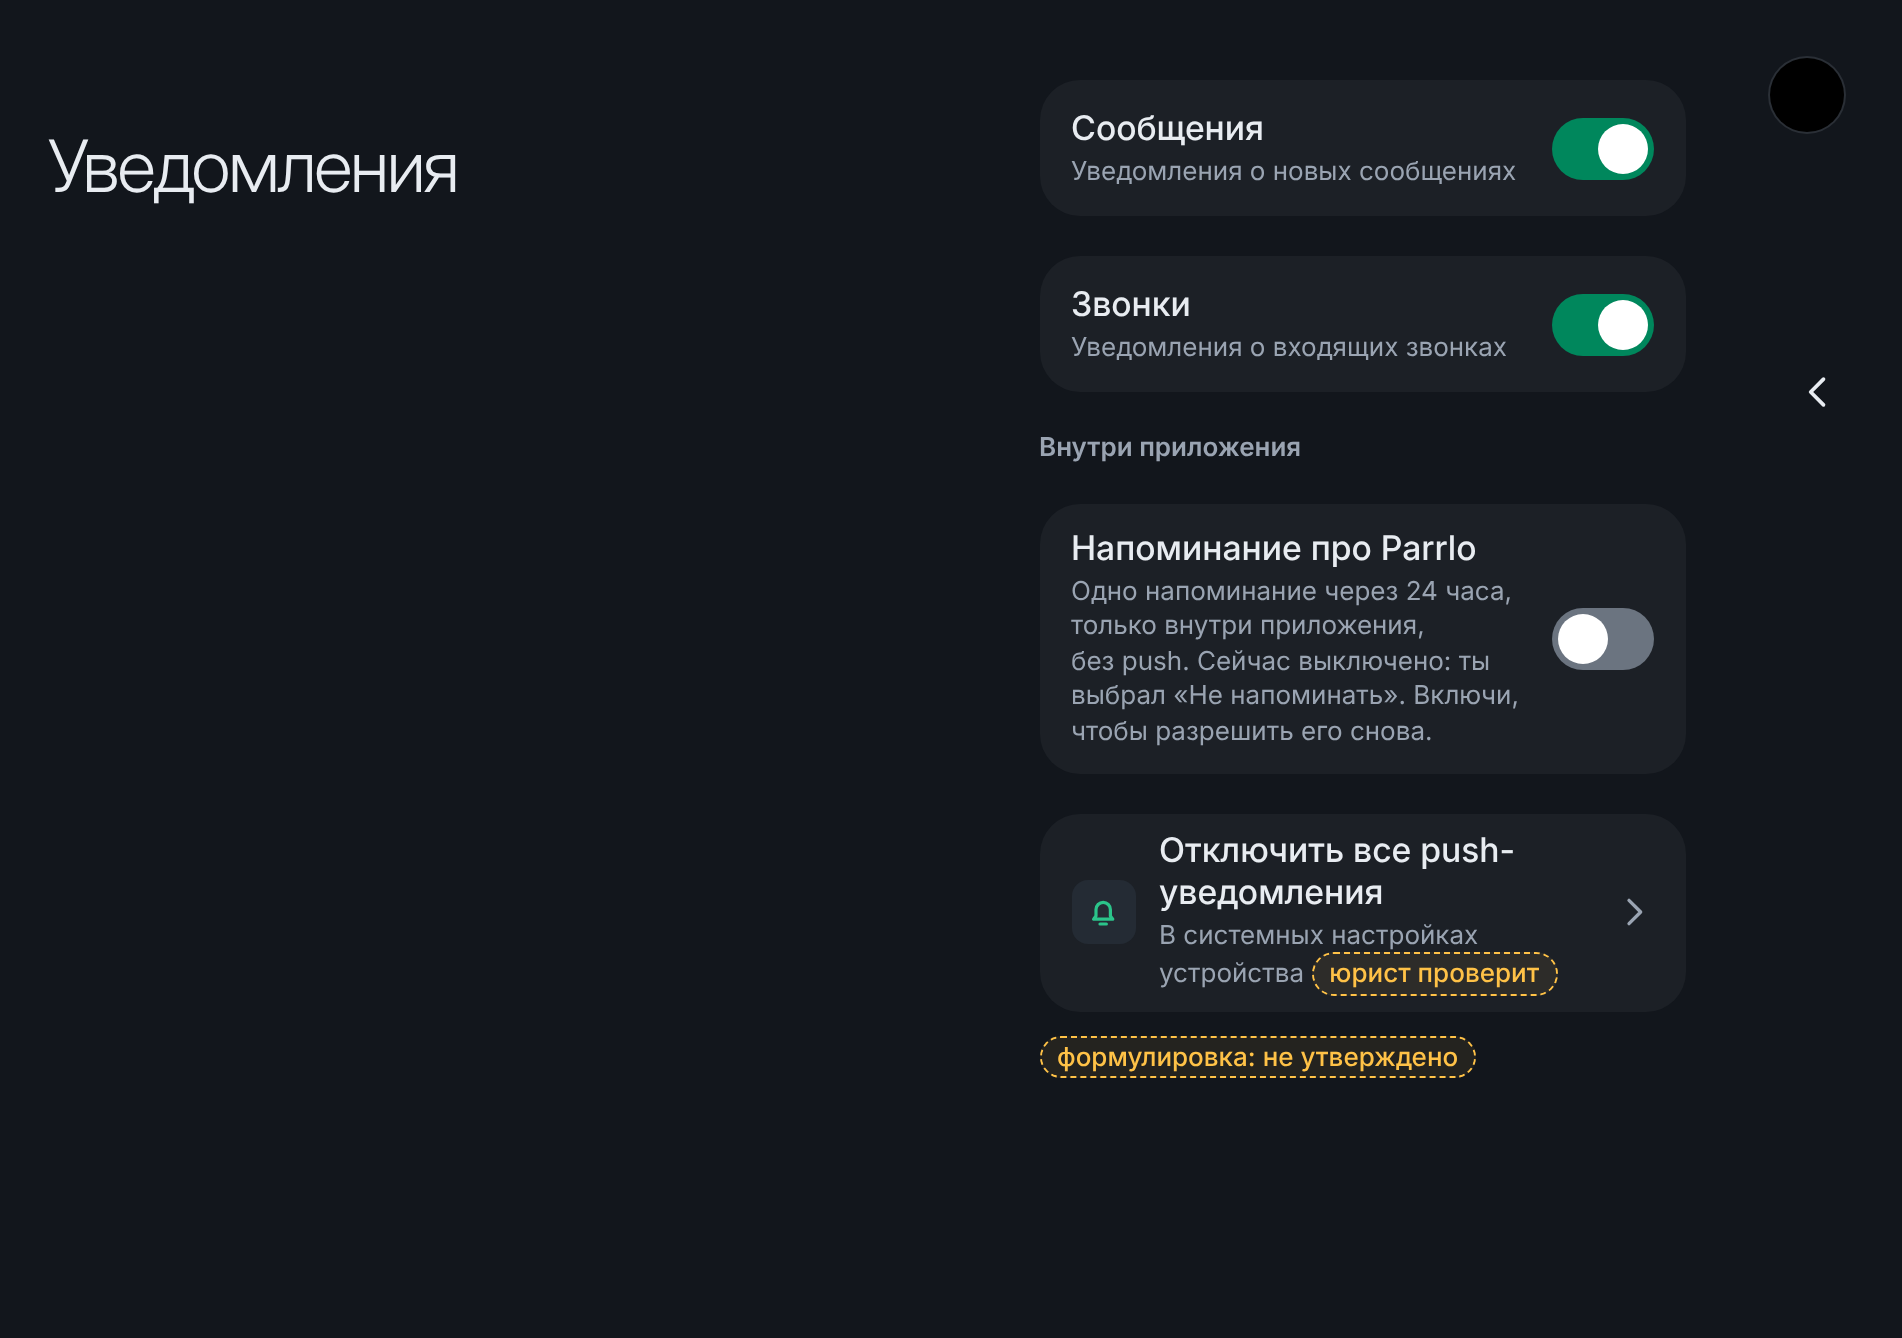 Уведомления
Сообщения
Уведомления о новых сообщениях
Звонки
Уведомления о входящих звонках
Внутри приложения
Напоминание про Parrlo
Одно напоминание через 24 часа,
только внутри приложения,
без push. Сейчас выключено: ты
выбрал «Не напоминать». Включи,
чтобы разрешить его снова.
Отключить все push-
уведомления
В системных настройках
устройства юрист проверит
формулировка: не утверждено